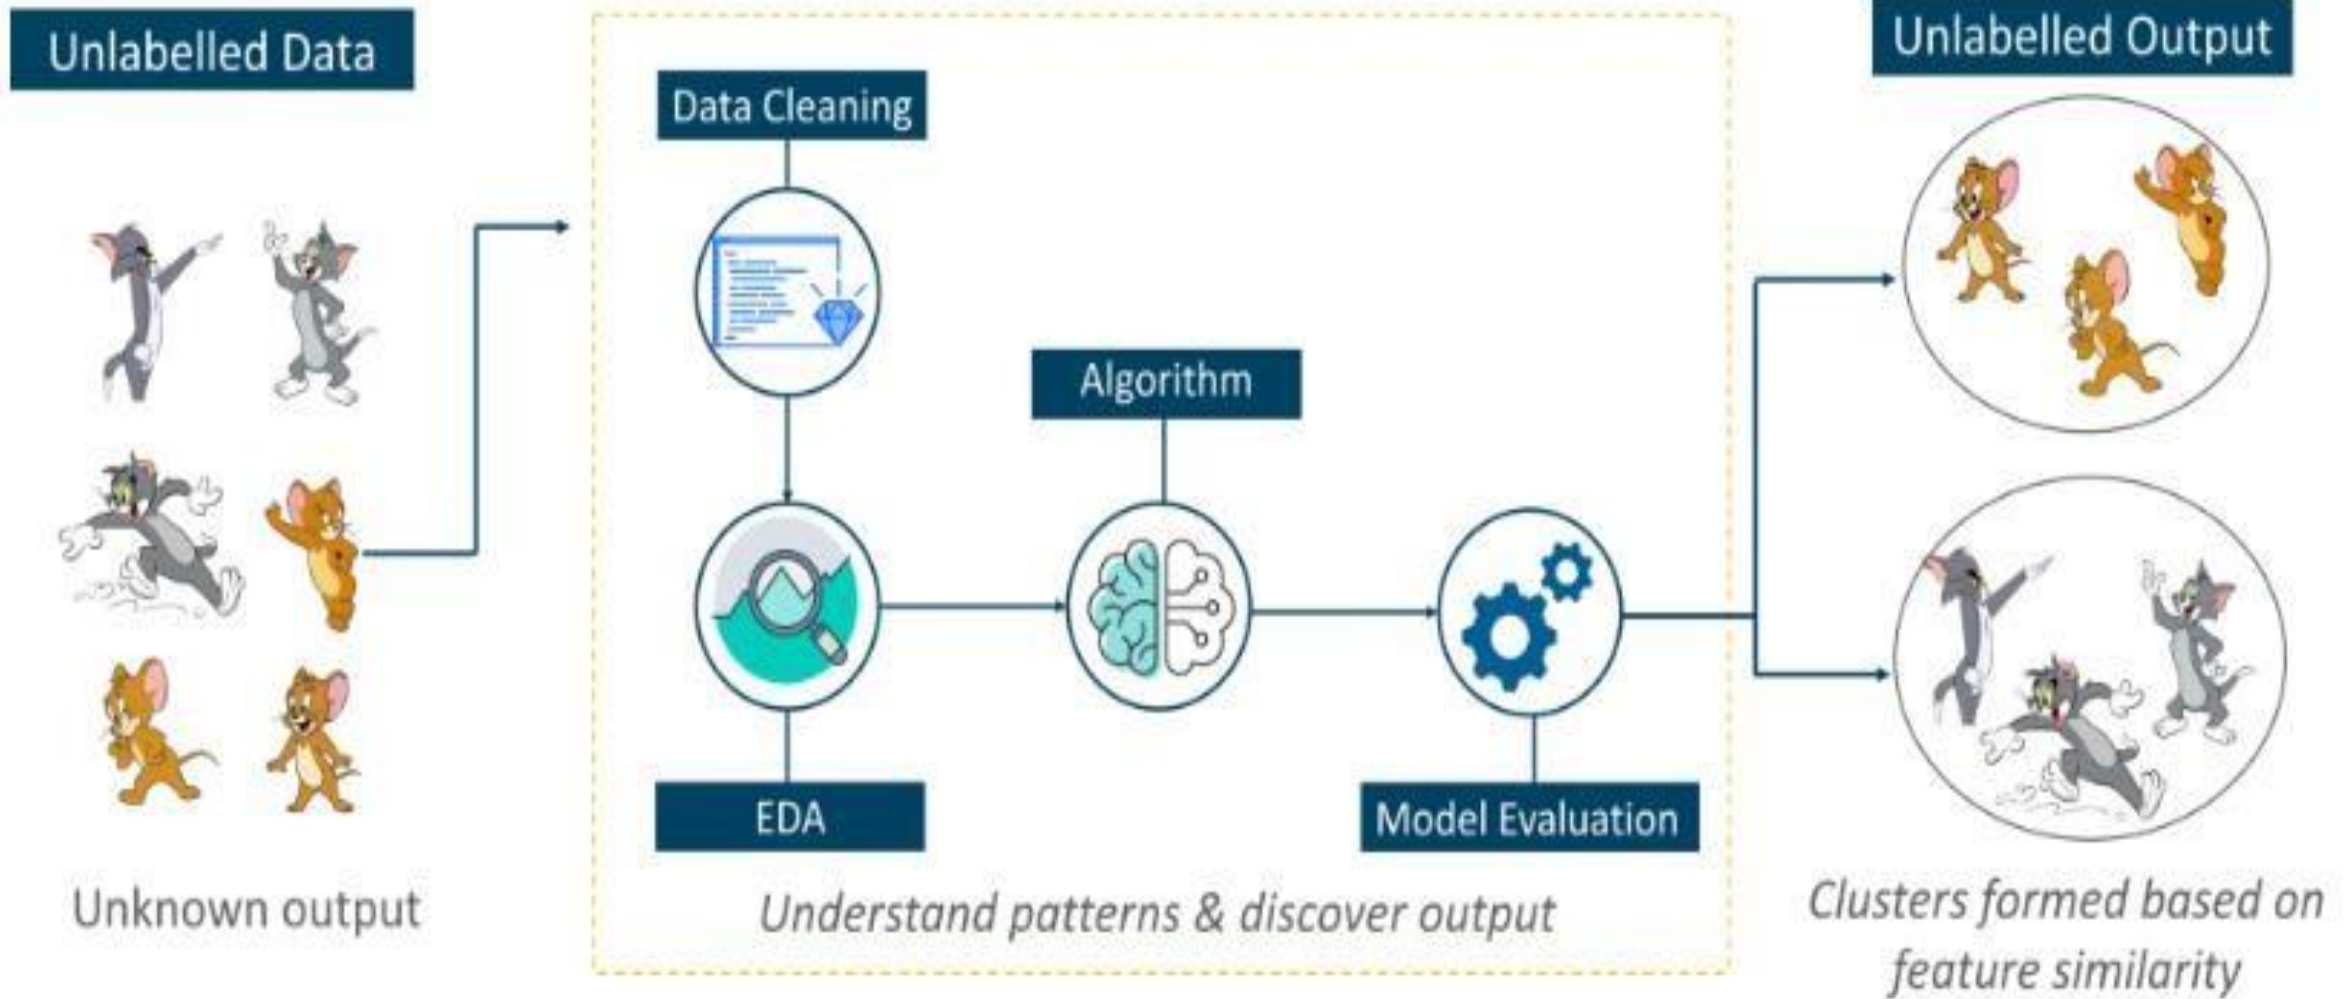 Unlabelled Data
Unknown output
Data Cleaning
EDA
Algorithm
Model Evaluation
Understand patterns & discover output
Unlabelled Output
Clusters formed based on
feature similarity